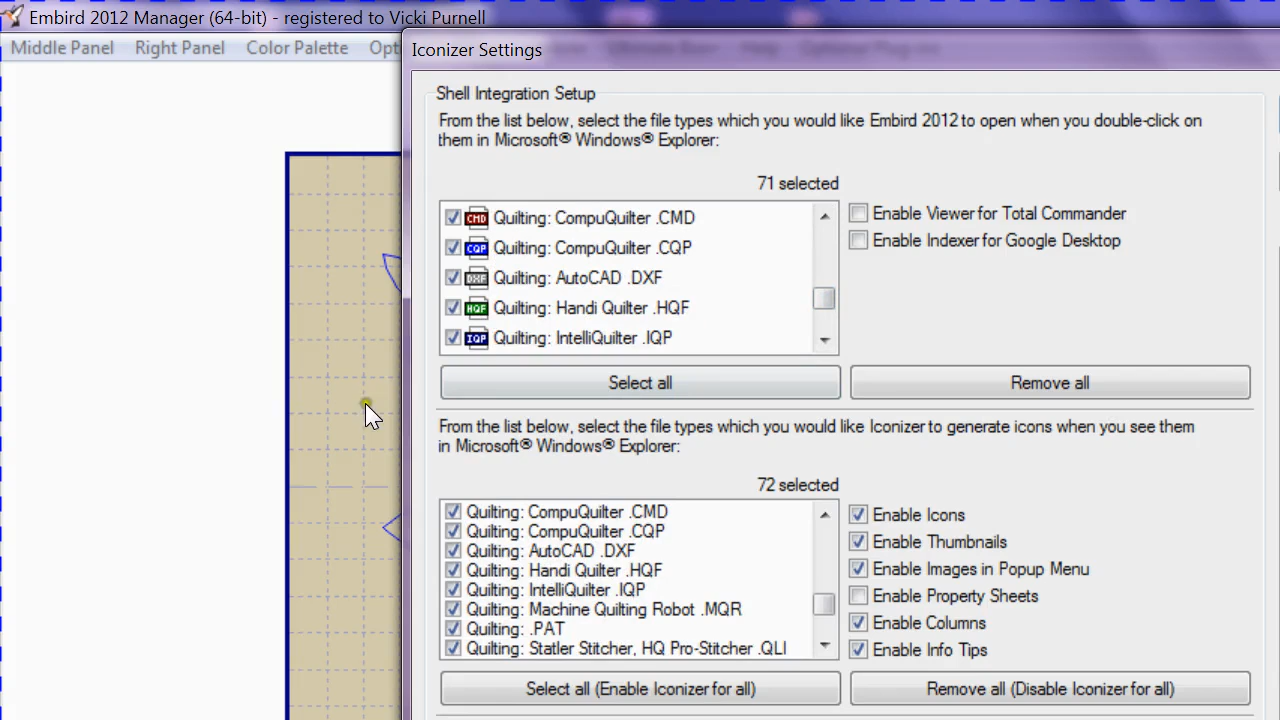 Embird 2012 Manager (64-bit) - registered to Vicki Purnell
Middle Panel Right Panel Color Palette Opt
Iconizer Settings
Shell Integration Setup
From the list below, select the file types which you would like Embird 2012 to open when you double-click on
them in Microsoft® Windows® Explorer:
71 selected
CMD Quilting: CompuQuilter .CMD
CQP Quilting: CompuQuilter .CQP
DXF Quilting: AutoCAD .DXF
HQF Quilting: Handi Quilter .HQF
IQP Quilting: IntelliQuilter .IQP
Enable Viewer for Total Commander
Enable Indexer for Google Desktop
Select all
Remove all
From the list below, select the file types which you would like Iconizer to generate icons when you see them
in Microsoft® Windows® Explorer:
72 selected
Quilting: CompuQuilter .CMD
Quilting: CompuQuilter .CQP
Quilting: AutoCAD .DXF
Quilting: Handi Quilter .HQF
Quilting: IntelliQuilter .IQP
Quilting: Machine Quilting Robot .MQR
Quilting: .PAT
Quilting: Statler Stitcher, HQ Pro-Stitcher .QLI
Enable Icons
Enable Thumbnails
Enable Images in Popup Menu
Enable Property Sheets
Enable Columns
Enable Info Tips
Select all (Enable Iconizer for all)
Remove all (Disable Iconizer for all)